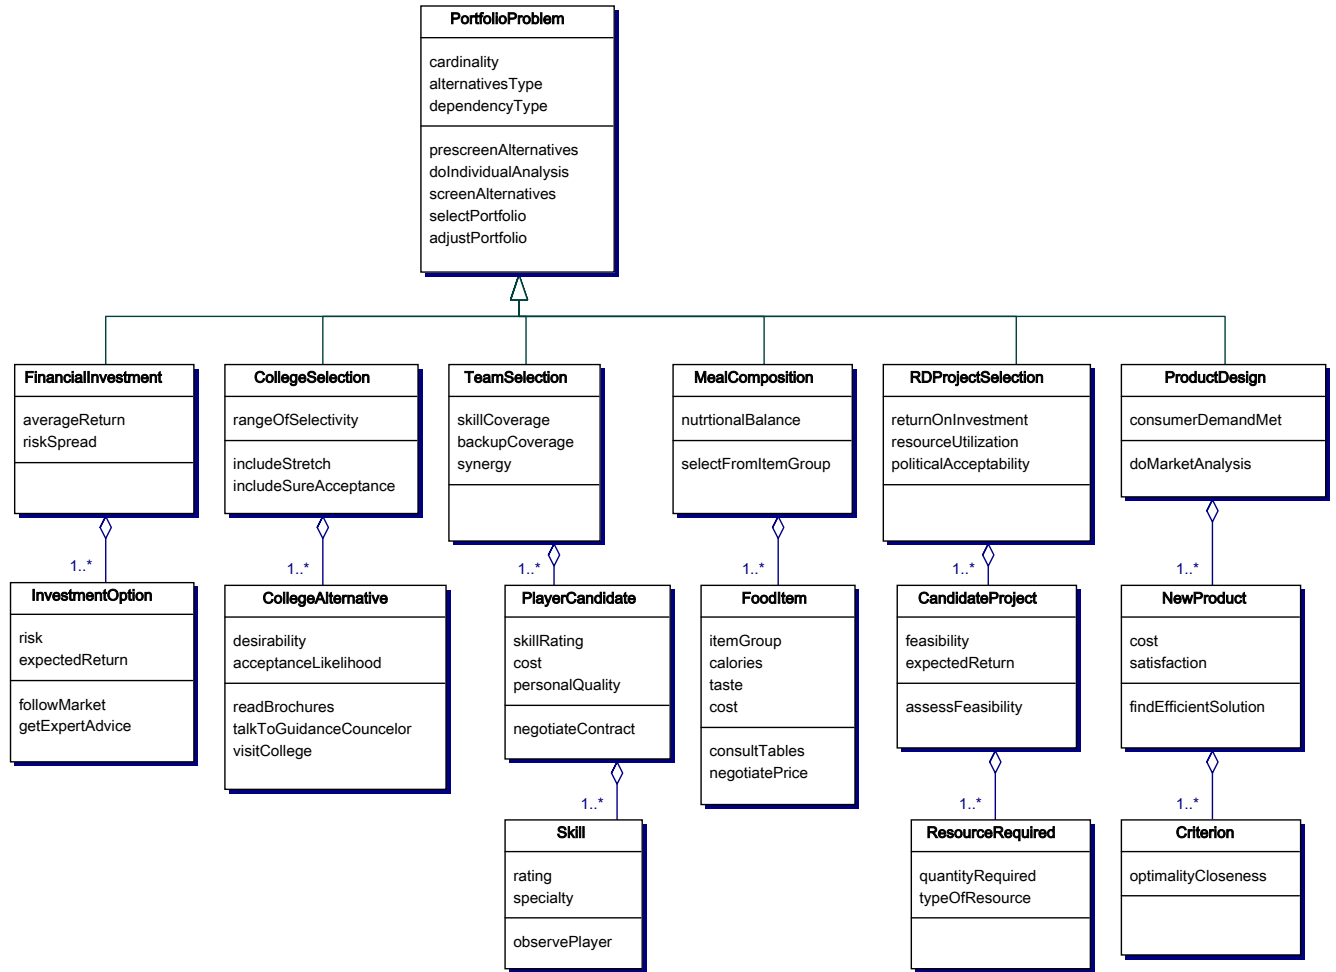 PortfolioProblem
cardinality
alternativesType
dependencyType
prescreenAlternatives
doIndividualAnalysis
screenAlternatives
selectPortfolio
adjustPortfolio
FinancialInvestment
averageReturn
riskSpread
CollegeSelection
rangeOfSelectivity
includeStretch
includeSureAcceptance
TeamSelection
skillCoverage
backupCoverage
synergy
MealComposition
nutrtionalBalance
selectFromItemGroup
RDProjectSelection
returnOnInvestment
resourceUtilization
politicalAcceptability
ProductDesign
consumerDemandMet
doMarketAnalysis
1..*
1..*
1..*
1..*
1..*
1..*
InvestmentOption
risk
expectedReturn
followMarket
getExpertAdvice
CollegeAlternative
desirability
acceptanceLikelihood
readBrochures
talkToGuidanceCouncelor
visitCollege
PlayerCandidate
skillRating
cost
personalQuality
negotiateContract
FoodItem
itemGroup
calories
taste
cost
consultTables
negotiatePrice
CandidateProject
feasibility
expectedReturn
assessFeasibility
NewProduct
cost
satisfaction
findEfficientSolution
1..*
1..*
1..*
Skill
rating
specialty
observePlayer
ResourceRequired
quantityRequired
typeOfResource
Criterion
optimalityCloseness